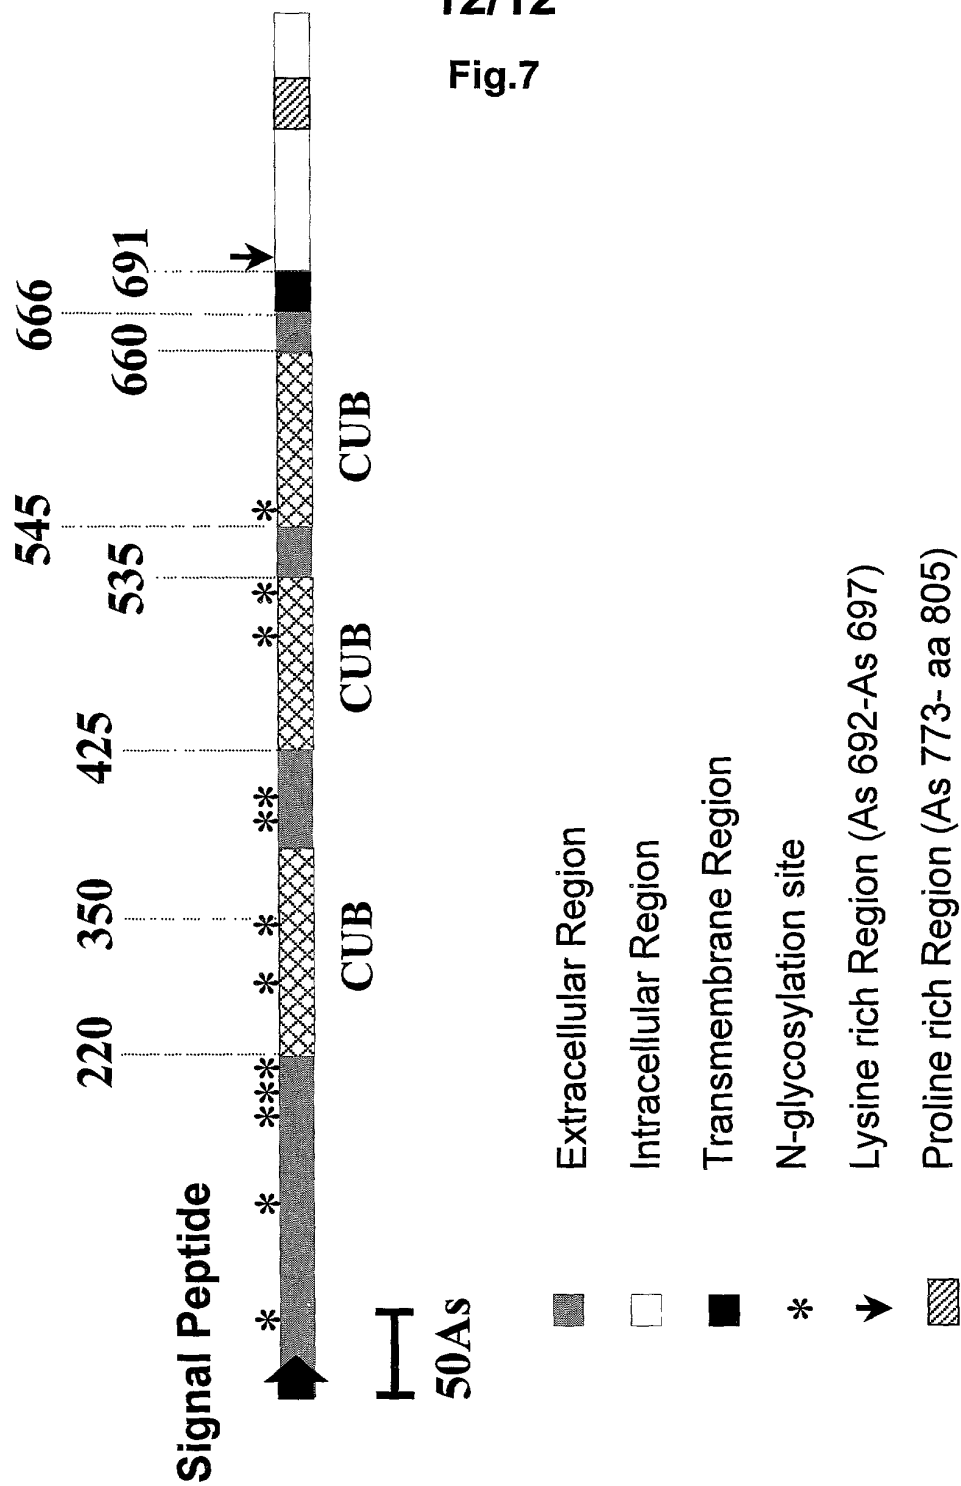 12/12
Fig.7
Signal Peptide
220
350
425
535
545
660
666
691
* * * * * * * * * * * * *
CUB
CUB
CUB
50As
Extracellular Region
Intracellular Region
Transmembrane Region
* N-glycosylation site
Lysine rich Region (As 692-As 697)
Proline rich Region (As 773- aa 805)